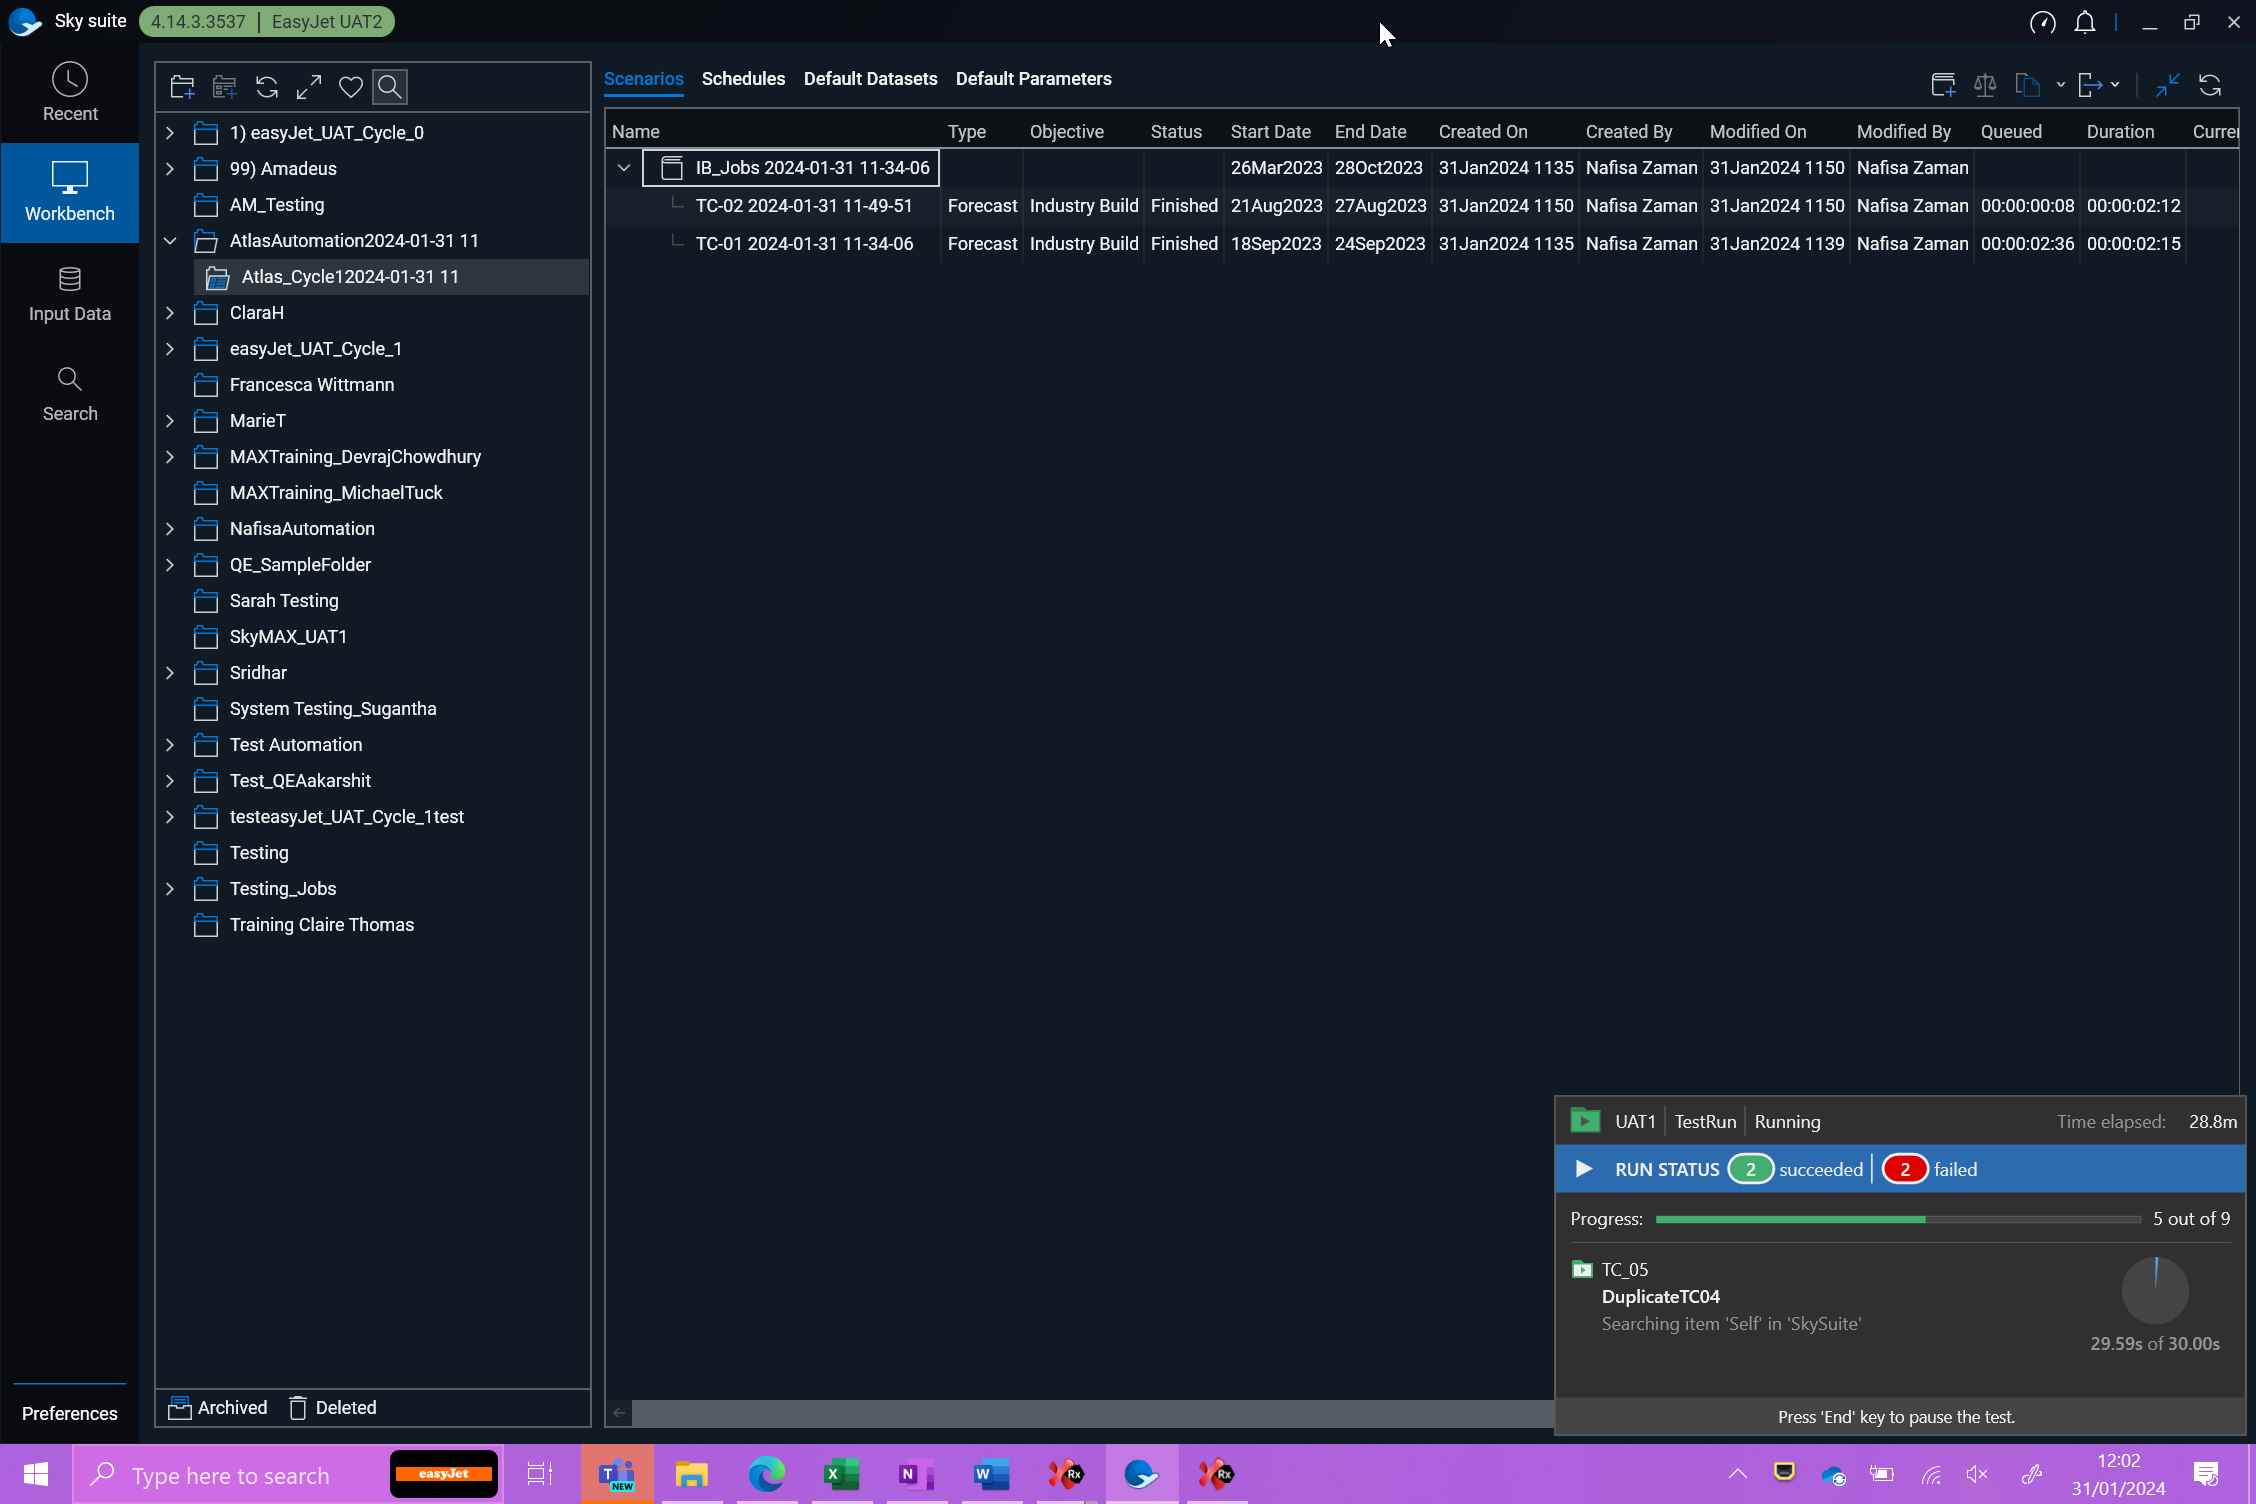 Sky suite 4.14.3.3537 | EasyJet UAT2
Recent
Workbench
Input Data
Search
Preferences
1) easyJet_UAT_Cycle_0
99) Amadeus
AM_Testing
AtlasAutomation2024-01-31 11
Atlas_Cycle12024-01-31 11
ClaraH
easyJet_UAT_Cycle_1
Francesca Wittmann
MarieT
MAXTraining_DevrajChowdhury
MAXTraining_MichaelTuck
NafisaAutomation
QE_SampleFolder
Sarah Testing
SkyMAX_UAT1
Sridhar
System Testing_Sugantha
Test Automation
Test_QEAakarshit
testeasyJet_UAT_Cycle_1test
Testing
Testing_Jobs
Training Claire Thomas
Archived Deleted
Scenarios Schedules Default Datasets Default Parameters
Name Type Objective Status Start Date End Date Created On Created By Modified On Modified By Queued Duration Curre
IB_Jobs 2024-01-31 11-34-06 26Mar2023 28Oct2023 31Jan2024 1135 Nafisa Zaman 31Jan2024 1150 Nafisa Zaman
TC-02 2024-01-31 11-49-51 Forecast Industry Build Finished 21Aug2023 27Aug2023 31Jan2024 1150 Nafisa Zaman 31Jan2024 1150 Nafisa Zaman 00:00:00:08 00:00:02:12
TC-01 2024-01-31 11-34-06 Forecast Industry Build Finished 18Sep2023 24Sep2023 31Jan2024 1135 Nafisa Zaman 31Jan2024 1139 Nafisa Zaman 00:00:02:36 00:00:02:15
UAT1 | TestRun | Running Time elapsed: 28.8m
RUN STATUS 2 succeeded | 2 failed
Progress: 5 out of 9
TC_05
DuplicateTC04
Searching item 'Self' in 'SkySuite'
29.59s of 30.00s
Press 'End' key to pause the test.
Type here to search
easyJet
T
NEW
X
N
W
Rx
Rx
12:02
31/01/2024